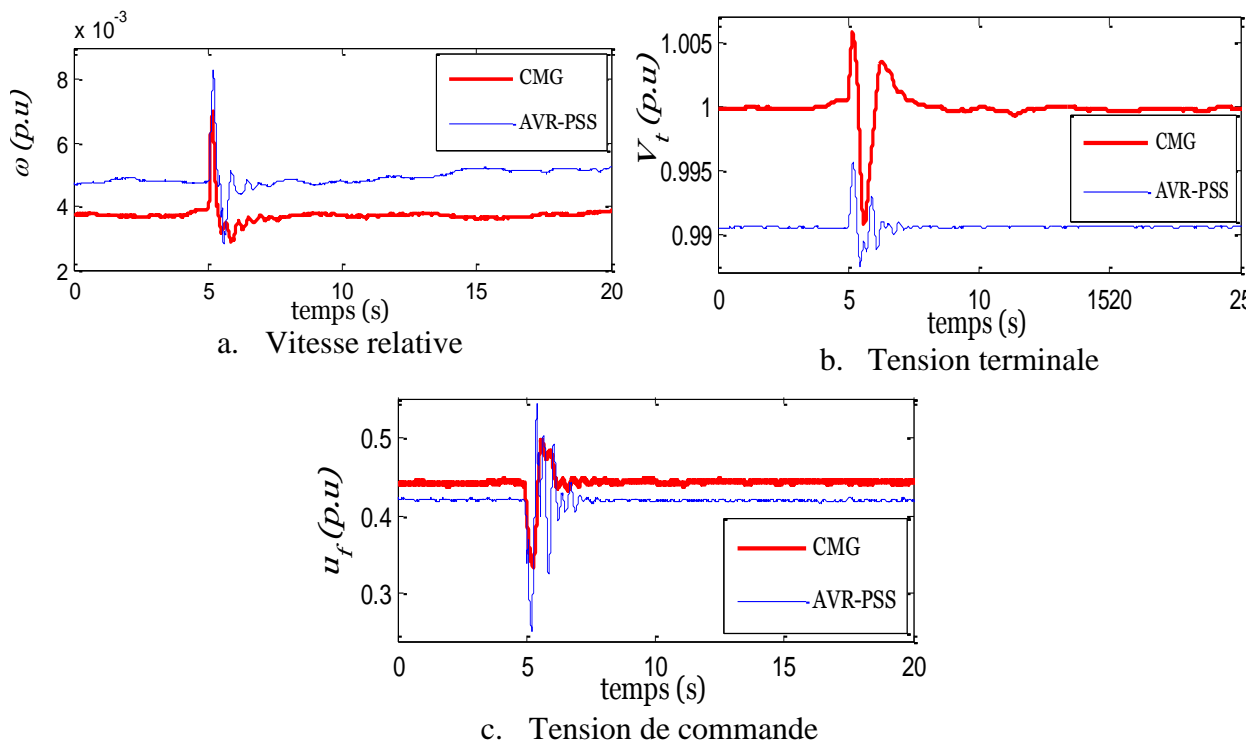 x 10-3
ω (p.u)
8
6
4
2
CMG
AVR-PSS
0
5
10
15
20
temps (s)
a. Vitesse relative
V_t (p.u)
1.005
1
0.995
0.99
CMG
AVR-PSS
0
5
10
1520
25
temps (s)
b. Tension terminale
u_f (p.u)
0.5
0.4
0.3
CMG
AVR-PSS
0
5
10
15
20
temps (s)
c. Tension de commande